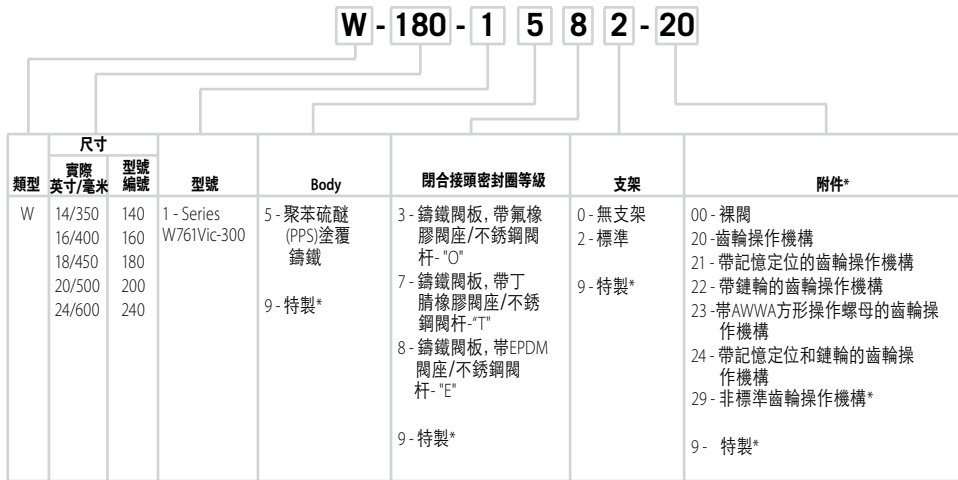 W - 180 - 1 5 8 2 - 20
類型
尺寸
實際
英寸/毫米
型號
編號
型號
Body
閉合接頭密封圈等級
支架
附件*
W
14/350
16/400
18/450
20/500
24/600
140
160
180
200
240
1 - Series
W761Vic-300
5 - 聚苯硫醚
(PPS)塗覆
鑄鐵
9 - 特製*
3 - 鑄鐵閥板, 帶氟橡
膠閥座/不銹鋼閥
杆- "O"
7 - 鑄鐵閥板, 帶丁
腈橡膠閥座/不銹
鋼閥杆-“T"
8 - 鑄鐵閥板, 帶EPDM
閥座/不銹鋼閥
杆- "E"
9 - 特製*
0 - 無支架
2 - 標準
9 - 特製*
00 - 裸閥
20 -齒輪操作機構
21 - 帶記憶定位的齒輪操作機構
22 - 帶鏈輪的齒輪操作機構
23 -帶AWWA方形操作螺母的齒輪操
作機構
24 - 帶記憶定位和鏈輪的齒輪操
作機構
29 - 非標準齒輪操作機構*
9 - 特製*